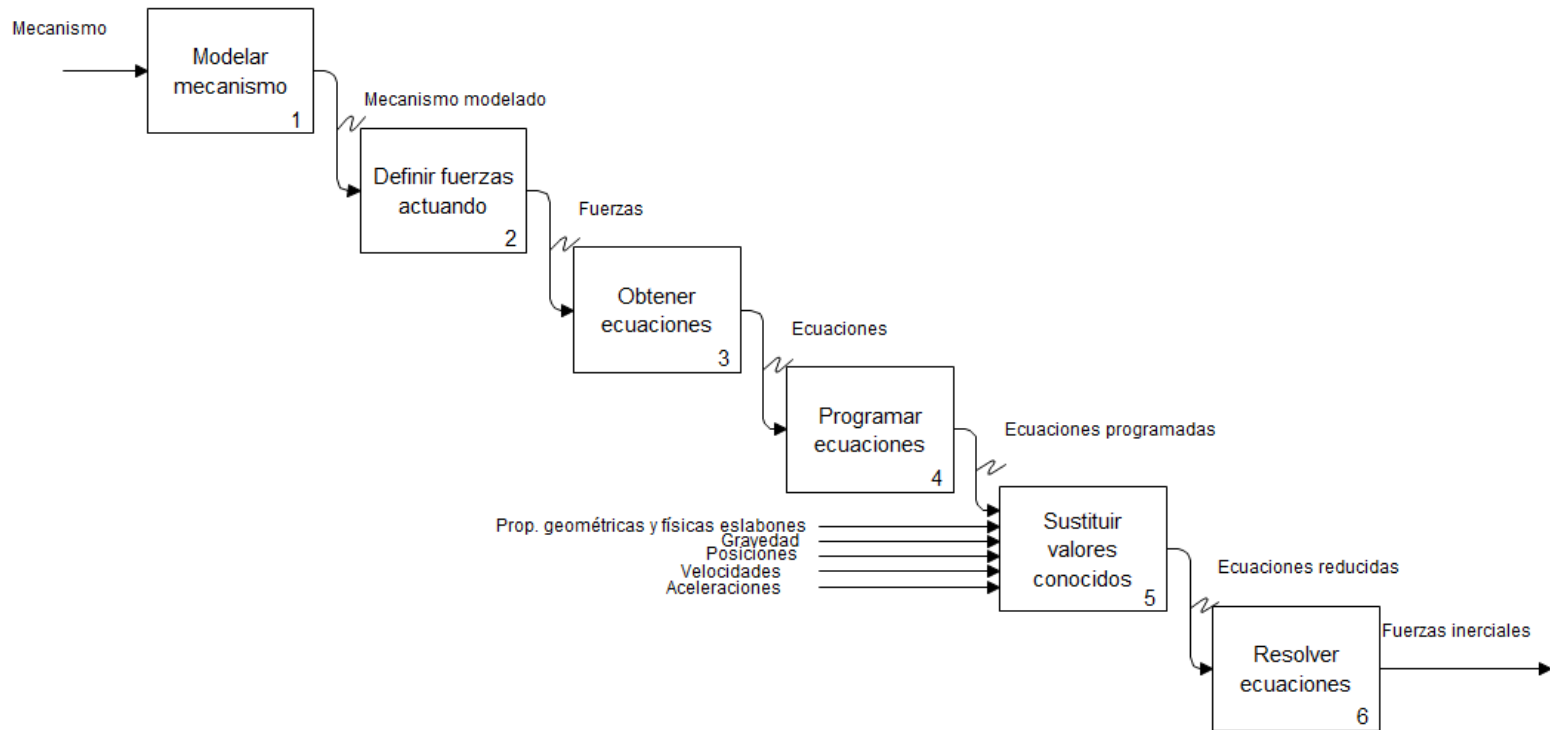 Mecanismo
Modelar
mecanismo
1
Mecanismo modelado
Definir fuerzas
actuando
2
Fuerzas
Obtener
ecuaciones
3
Ecuaciones
Programar
ecuaciones
4
Ecuaciones programadas
Prop. geométricas y físicas eslabones
Gravedad
Posiciones
Velocidades
Aceleraciones
Sustituir
valores
conocidos
5
Ecuaciones reducidas
Resolver
ecuaciones
6
Fuerzas inerciales